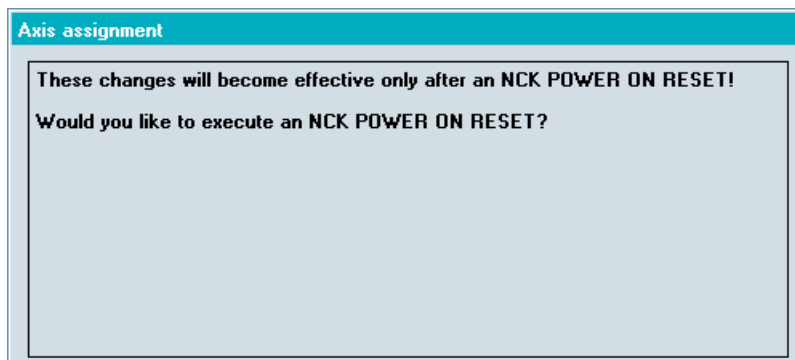 Axis assignment
These changes will become effective only after an NCK POWER ON RESET!
Would you like to execute an NCK POWER ON RESET?